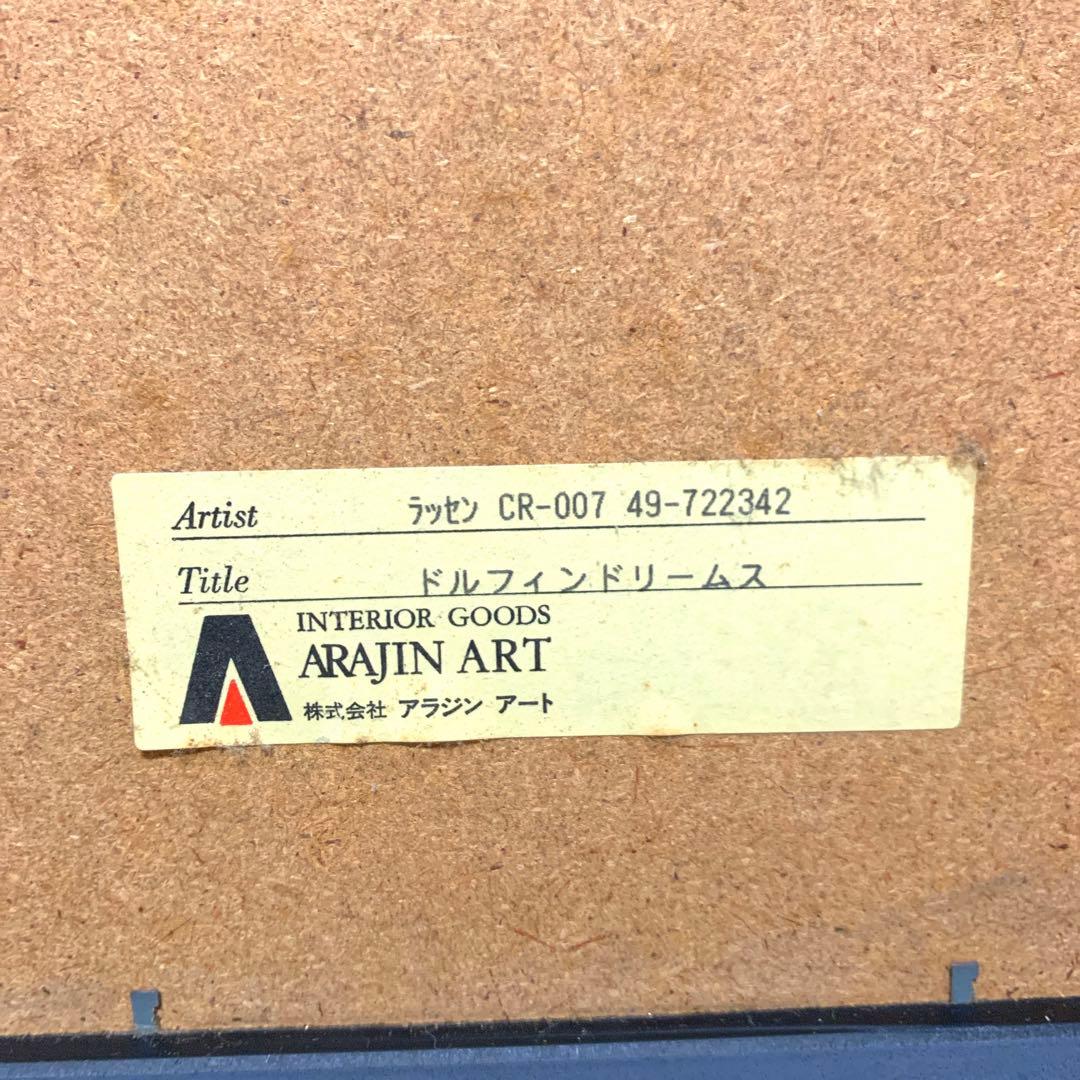 Artist ﾗｯｾﾝ CR-007 49-722342
Title ドルフィンドリームス
INTERIOR GOODS
ARAJIN ART
株式会社 アラジン アート